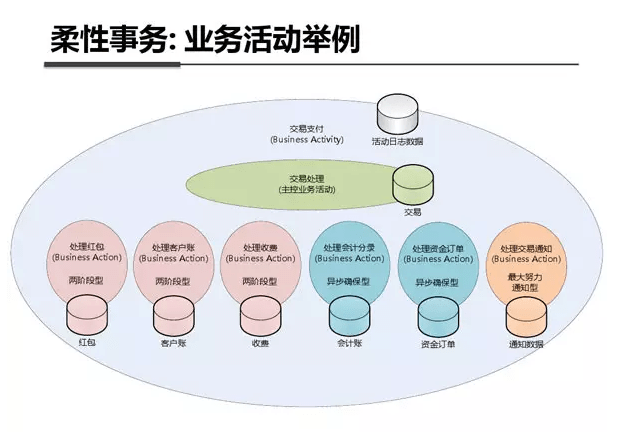 柔性事务: 业务活动举例
交易支付
(Business Activity)
活动日志数据
交易处理
(主控业务活动)
交易
处理红包
(Business Action)
两阶段型
红包
处理客户账
(Business Action)
两阶段型
客户账
处理收费
(Business Action)
两阶段型
收费
处理会计分录
(Business Action)
异步确保型
会计账
处理资金订单
(Business Action)
异步确保型
资金订单
处理交易通知
(Business Action)
最大努力
通知型
通知数据